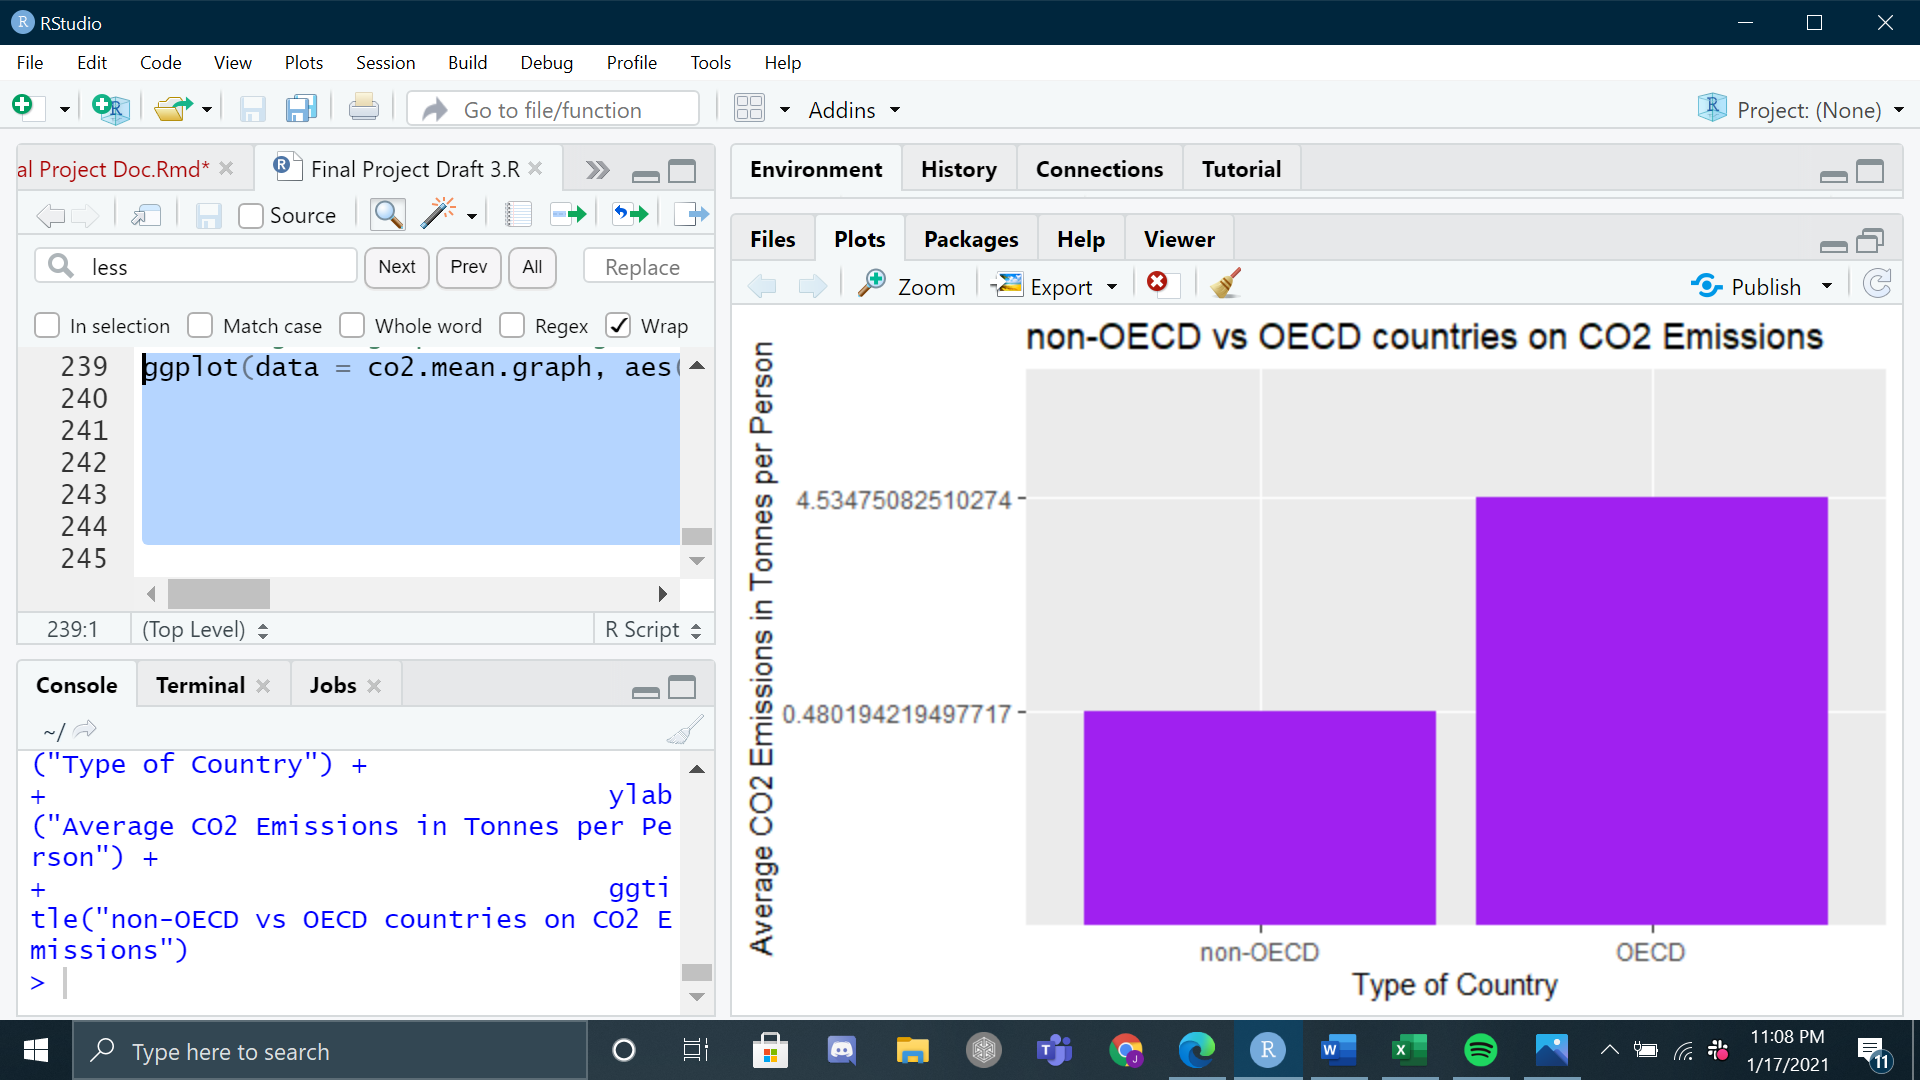 RStudio
File Edit Code View Plots Session Build Debug Profile Tools Help
Go to file/function
Addins
Project: (None)
al Project Doc.Rmd*
Final Project Draft 3.R
Source
less
Next
Prev
All
Replace
In selection
Match case
Whole word
Regex
Wrap
239 ggplot(data = co2.mean.graph, aes(
240
241
242
243
244
245
239:1
(Top Level)
R Script
Console
Terminal
Jobs
~/
("Type of Country") +
+ ylab
("Average CO2 Emissions in Tonnes per Pe
rson") +
+ ggti
tle("non-OECD vs OECD countries on CO2 E
missions")
>
Environment
History
Connections
Tutorial
Files
Plots
Packages
Help
Viewer
Zoom
Export
Publish
non-OECD vs OECD countries on CO2 Emissions
Average CO2 Emissions in Tonnes per Person
4.53475082510274
0.480194219497717
non-OECD
OECD
Type of Country
Type here to search
11:08 PM
1/17/2021
11